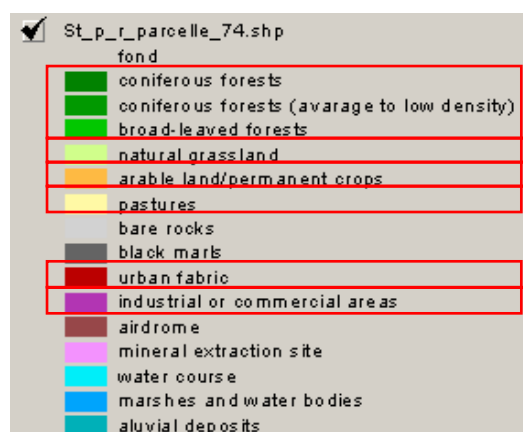 St_p_r_parcelle_74.shp
fond
coniferous forests
coniferous forests (avarage to low density)
broad-leaved forests
natural grassland
arable land/permanent crops
pastures
bare rocks
black marls
urban fabric
industrial or commercial areas
airdrome
mineral extraction site
water course
marshes and water bodies
aluvial deposits